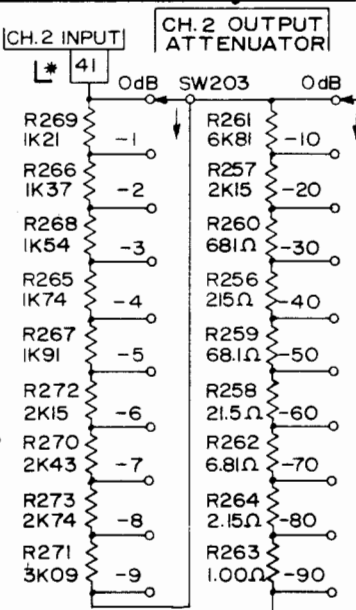 CH.2 INPUT
41
L*
CH.2 OUTPUT
ATTENUATOR
0dB
SW203
0dB
R269
1K21
-1
R266
1K37
-2
R268
1K54
-3
R265
1K74
-4
R267
1K91
-5
R272
2K15
-6
R270
2K43
-7
R273
2K74
-8
R271
3K09
-9
R261
6K81
-10
R257
2K15
-20
R260
681Ω
-30
R256
215Ω
-40
R259
68.1Ω
-50
R258
21.5Ω
-60
R262
6.81Ω
-70
R264
2.15Ω
-80
R263
1.00Ω
-90